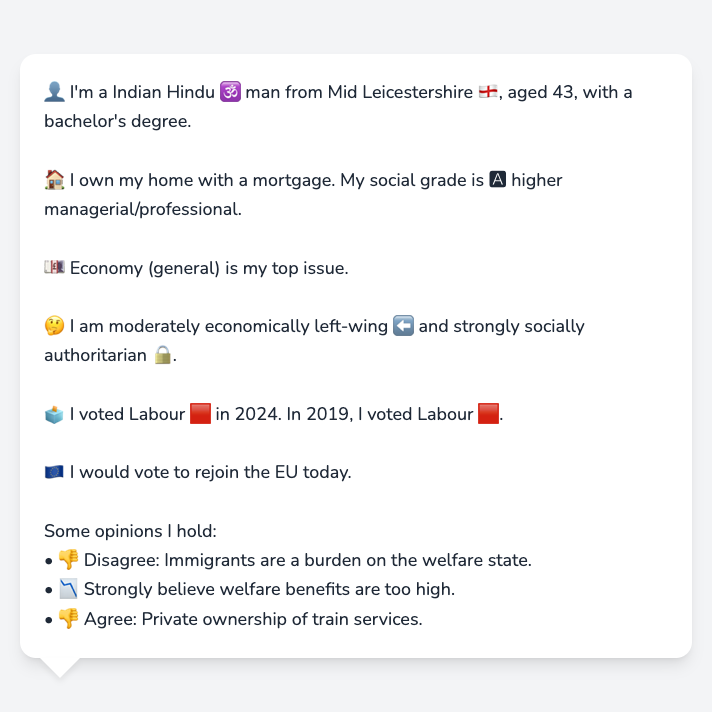 👤 I'm a Indian Hindu 🕉️ man from Mid Leicestershire 🏴󠁧󠁢󠁥󠁮󠁧󠁿, aged 43, with a
bachelor's degree.
🏠 I own my home with a mortgage. My social grade is 🅰 higher
managerial/professional.
💷 Economy (general) is my top issue.
🤔 I am moderately economically left-wing ⬅️ and strongly socially
authoritarian 🔒.
🗳️ I voted Labour 🟥 in 2024. In 2019, I voted Labour 🟥.
🇪🇺 I would vote to rejoin the EU today.
Some opinions I hold:
• 👎 Disagree: Immigrants are a burden on the welfare state.
• 📉 Strongly believe welfare benefits are too high.
• 👎 Agree: Private ownership of train services.